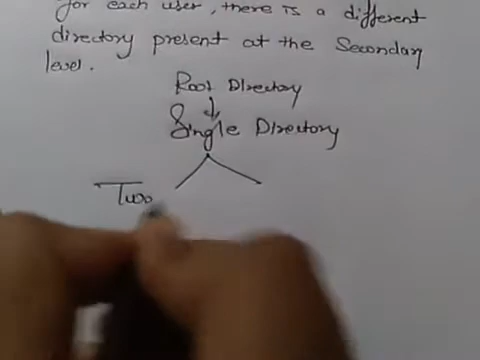 for each user, there is a different
directory present at the Secondary
level.
Root Directory
Single Directory
Two